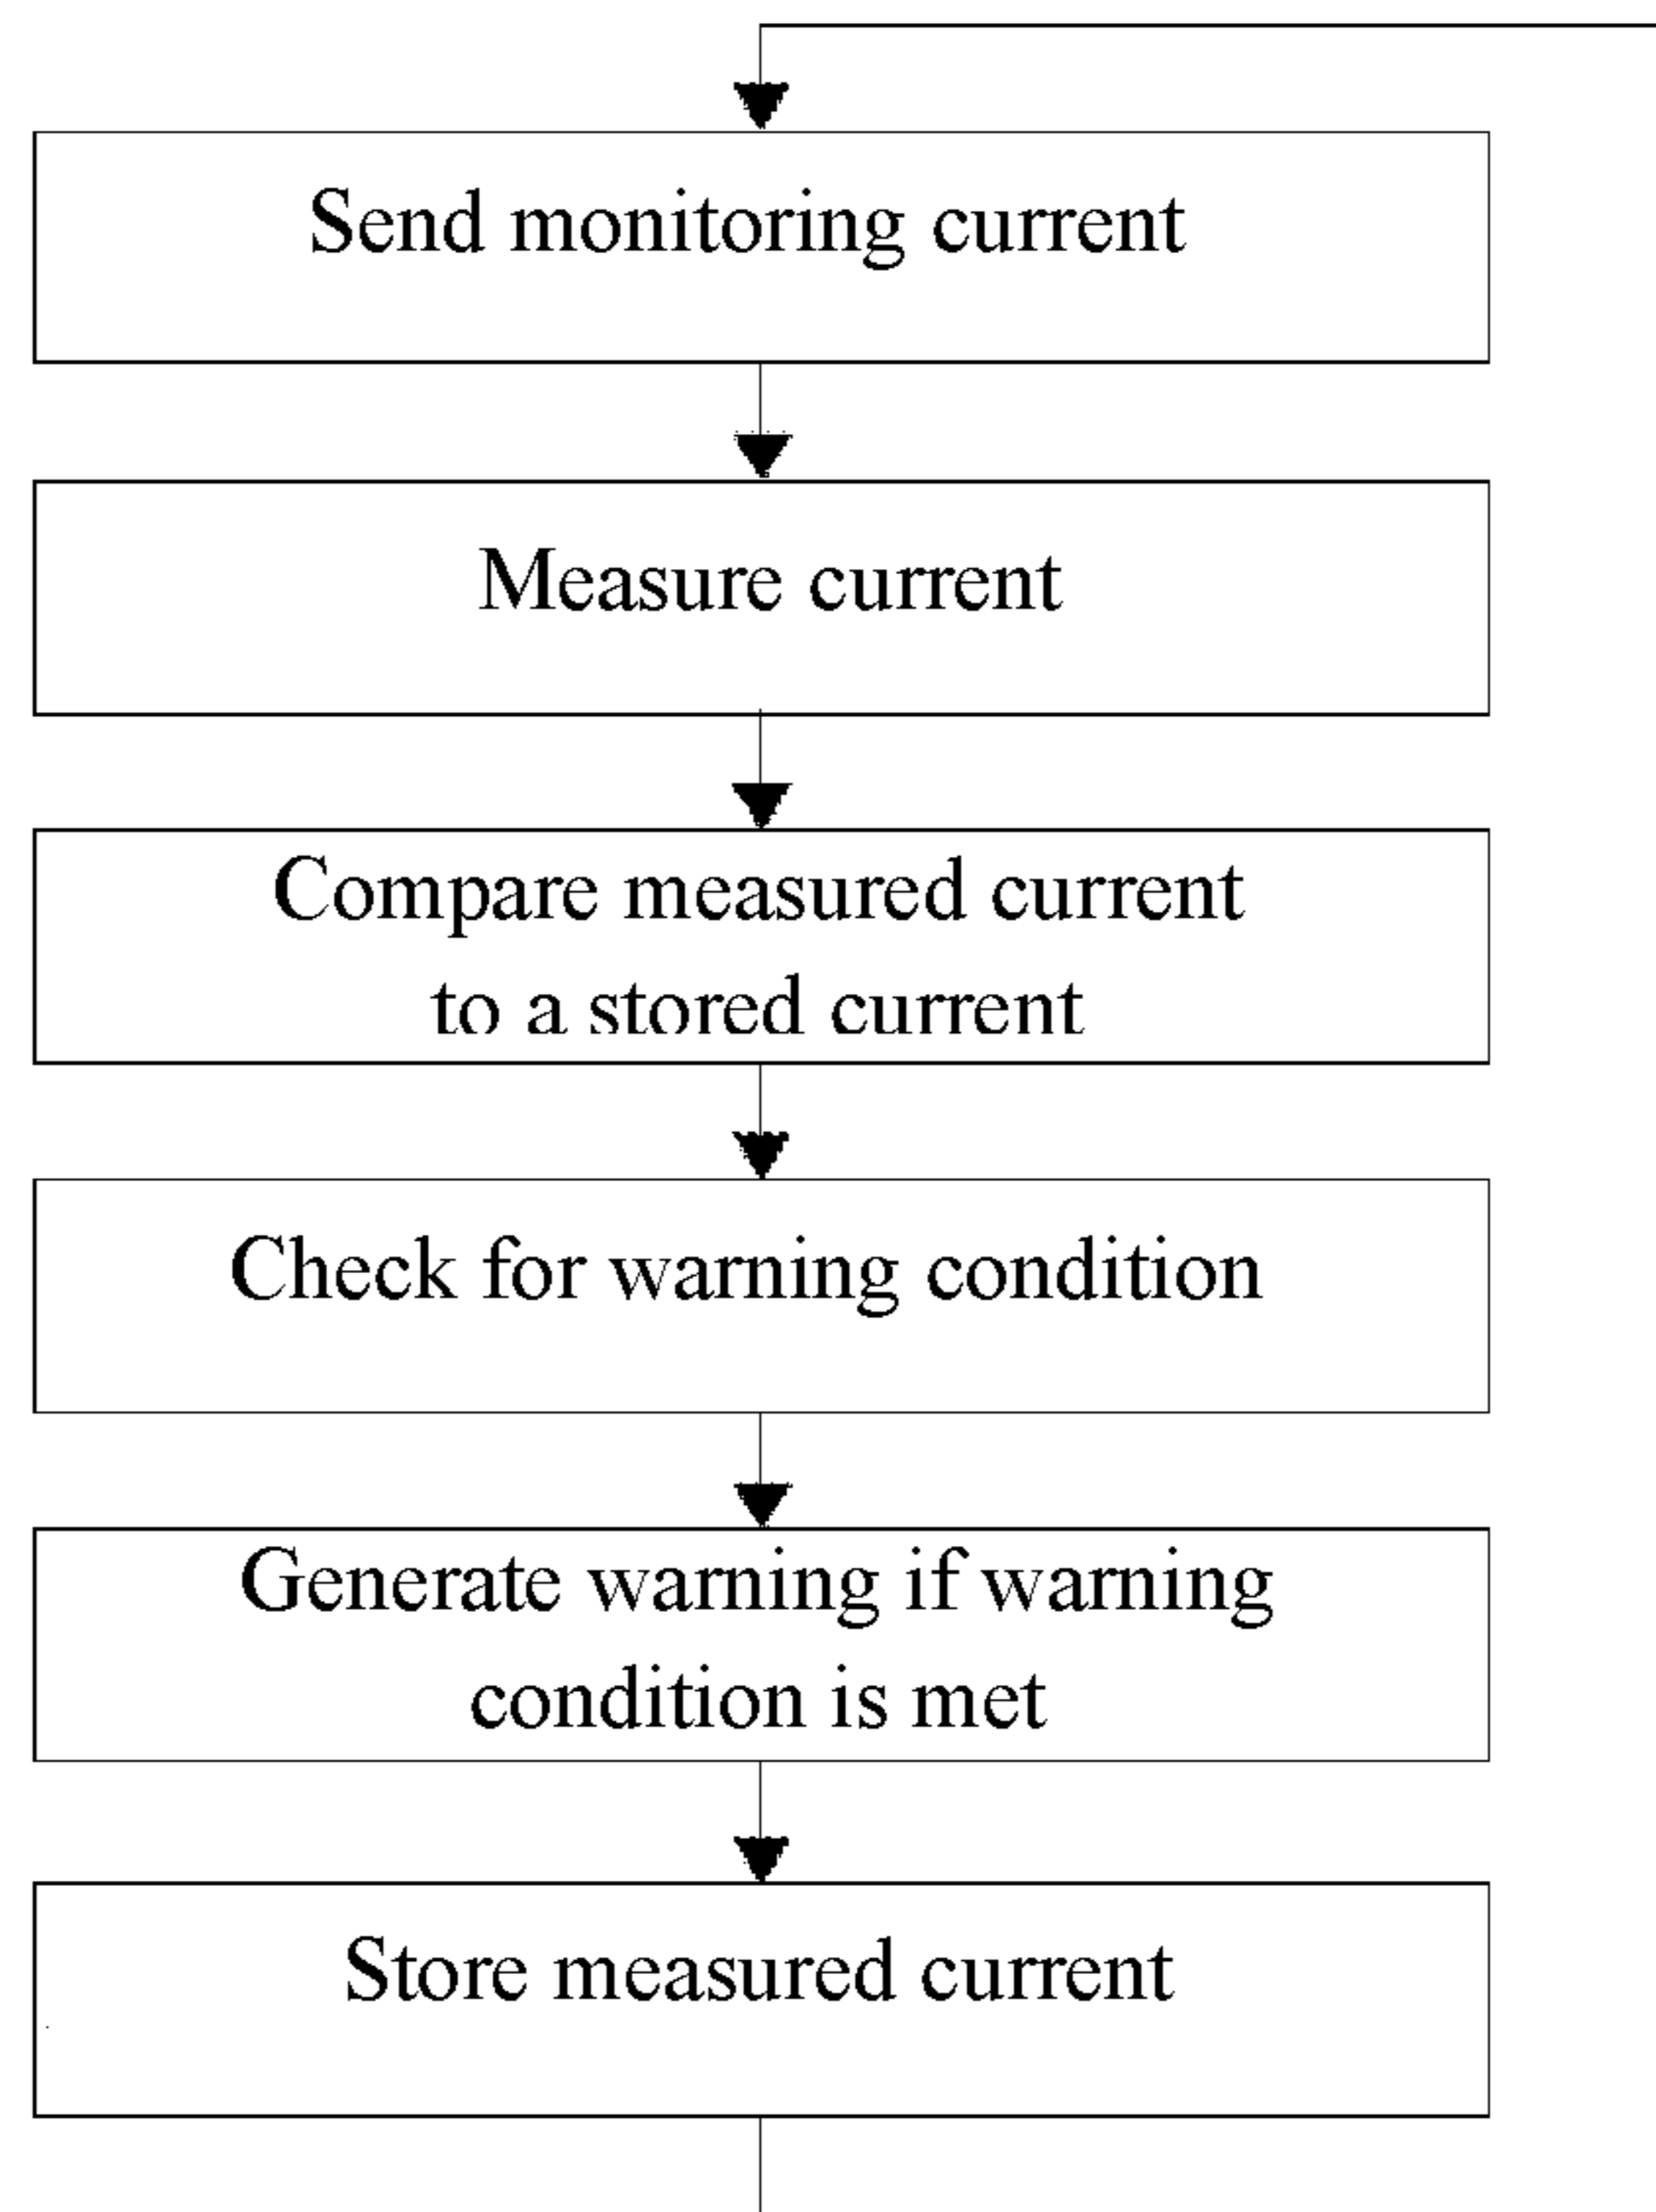 Send monitoring current
Measure current
Compare measured current
to a stored current
Check for warning condition
Generate warning if warning
condition is met
Store measured current